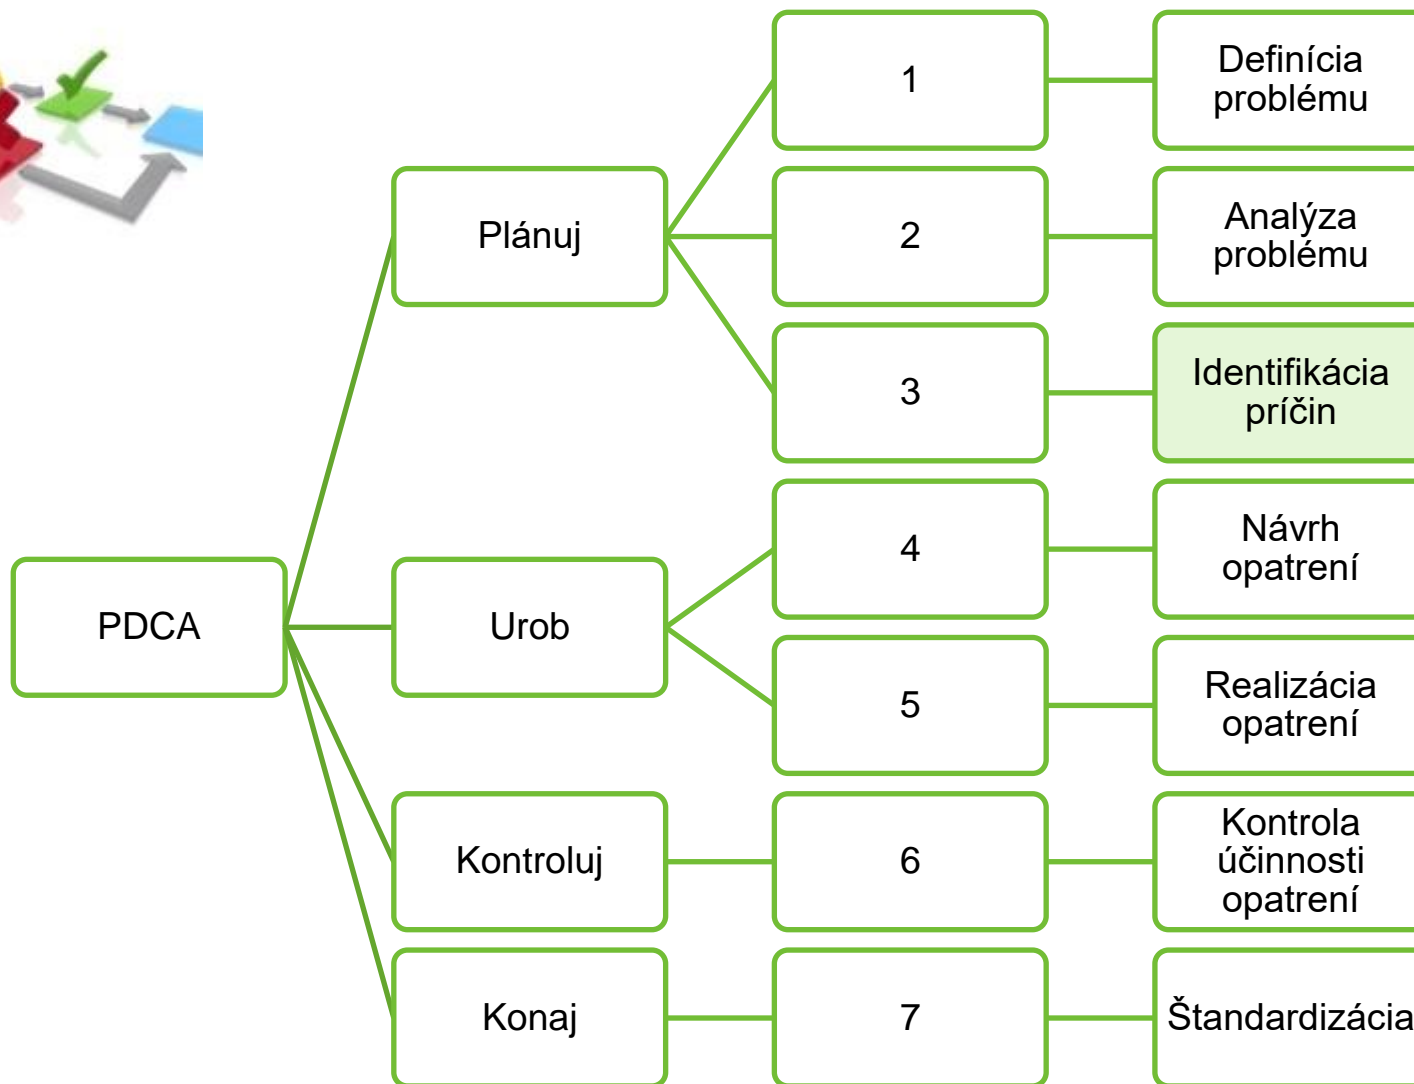 1
Definícia
problému
Plánuj
2
Analýza
problému
3
Identifikácia
príčin
4
Návrh
opatrení
PDCA
Urob
5
Realizácia
opatrení
Kontroluj
6
Kontrola
účinnosti
opatrení
Konaj
7
Štandardizácia